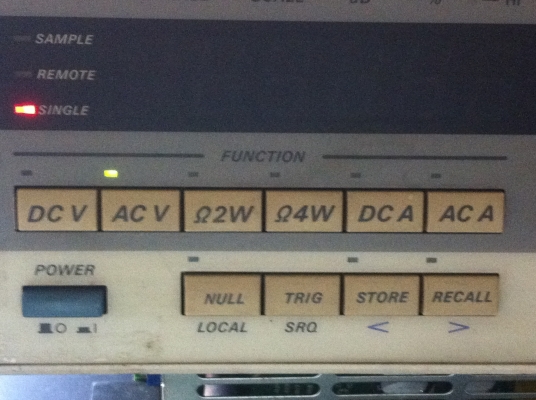 SAMPLE
REMOTE
SINGLE
FUNCTION
DC V AC V Ω2W Ω4W DC A AC A
POWER
NULL TRIG STORE RECALL
LOCAL SRQ < >